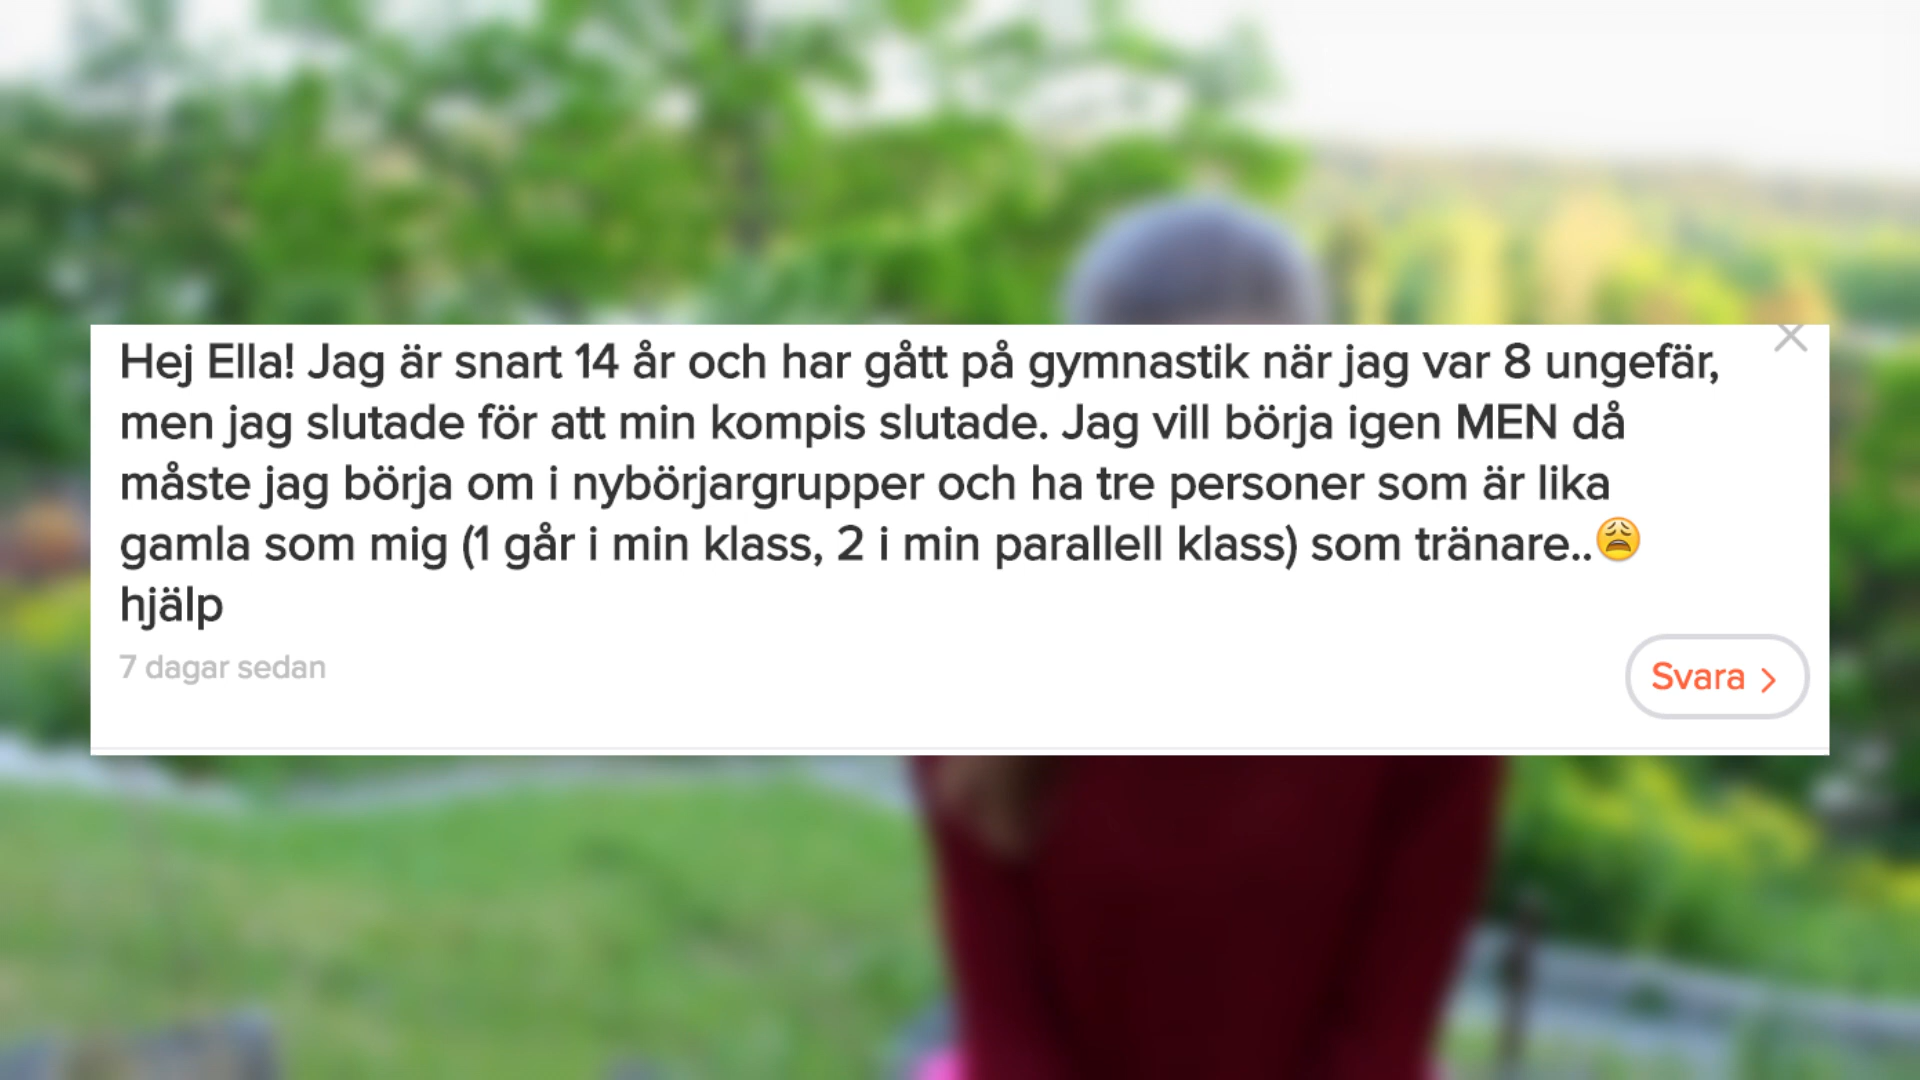 Hej Ella! Jag är snart 14 år och har gått på gymnastik när jag var 8 ungefär,
men jag slutade för att min kompis slutade. Jag vill börja igen MEN då
måste jag börja om i nybörjargrupper och ha tre personer som är lika
gamla som mig (1 går i min klass, 2 i min parallell klass) som tränare..😩
hjälp
7 dagar sedan
Svara >